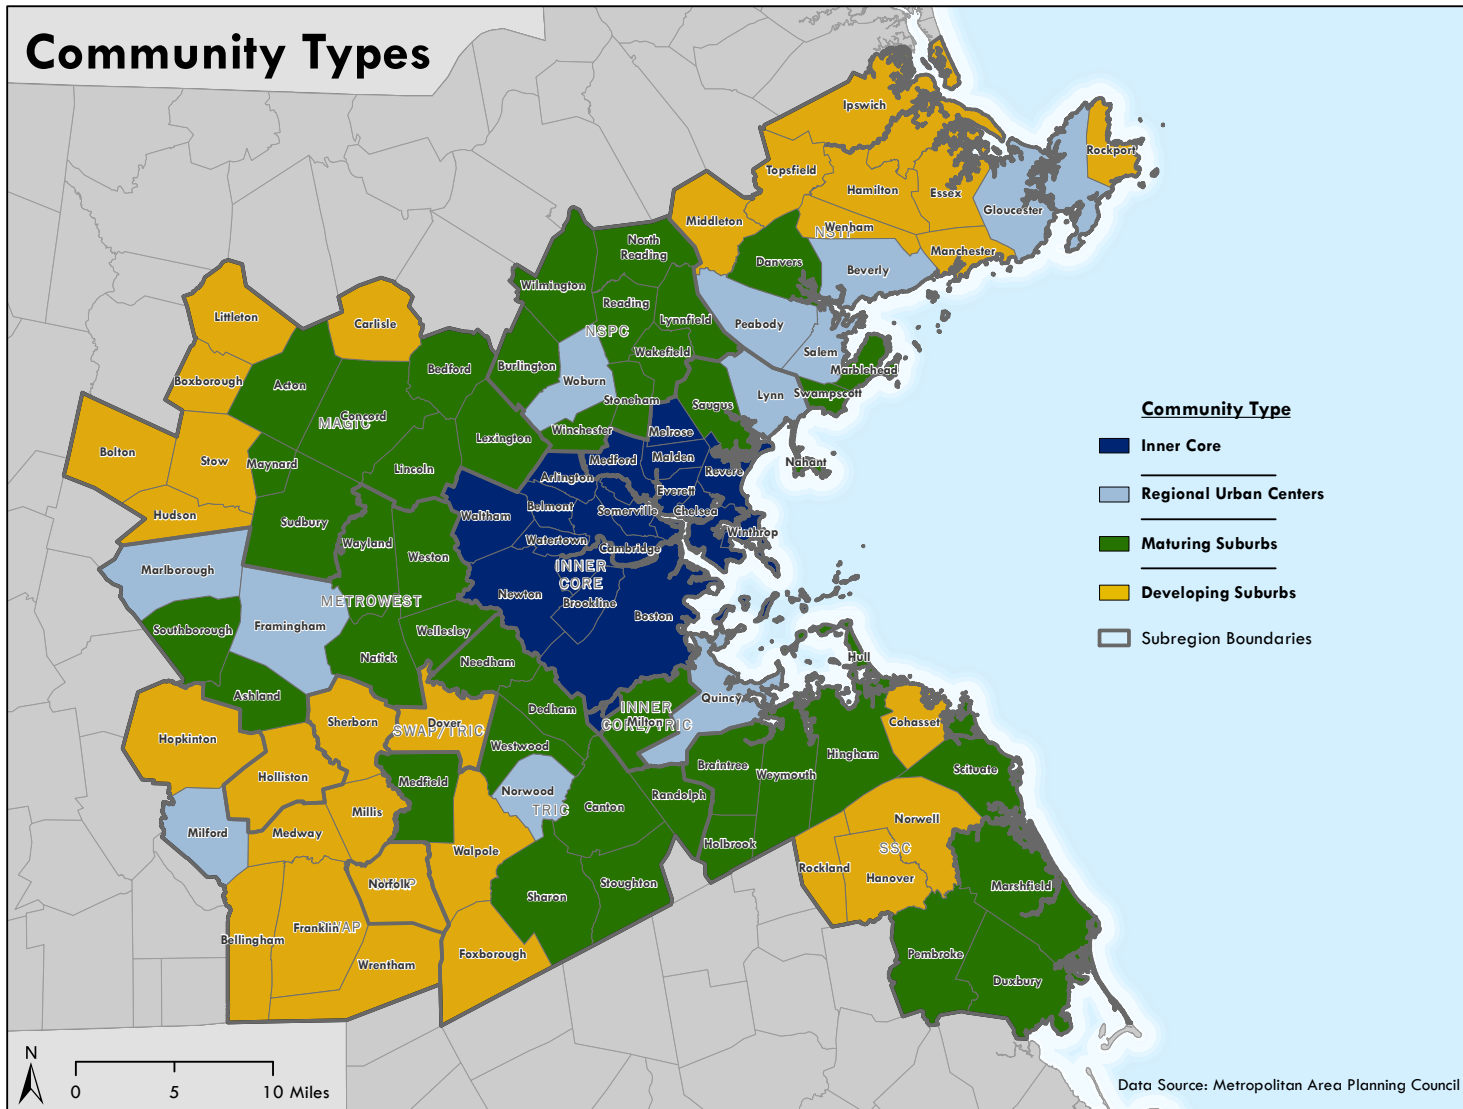 Community Types
Ipswich
Rockport
Topsfield
Hamilton
Essex
Gloucester
Middleton
Wenham
NSTF
Manchester
North
Reading
Danvers
Beverly
Wilmington
Reading
Lynnfield
Peabody
NSPC
Littleton
Carlisle
Wakefield
Salem
Marblehead
Burlington
Bedford
Woburn
Boxborough
Acton
Stoneham
Lynn
Swampscott
Saugus
Concord
MAGIC
Winchester
Melrose
Lexington
Bolton
Stow
Maynard
Lincoln
Medford
Malden
Revere
Nahant
Arlington
Everett
Hudson
Sudbury
Waltham
Belmont
Somerville
Chelsea
Winthrop
Wayland
Weston
Watertown
Cambridge
Marlborough
INNER
CORE
Newton
Brookline
Boston
METROWEST
Southborough
Framingham
Wellesley
Natick
Needham
Hull
Ashland
Quincy
Sherborn
Dover
SWAP/TRIC
Dedham
INNER
CORE/TRIC
Milton
Cohasset
Hopkinton
Westwood
Hingham
Holliston
Medfield
Norwood
Braintree
Weymouth
Scituate
Randolph
TRIC
Canton
Milford
Medway
Millis
Walpole
Holbrook
Norwell
SSC
Rockland
Hanover
Norfolk
Sharon
Stoughton
Marshfield
Bellingham
Franklin
Wrentham
Foxborough
Pembroke
Duxbury
Community Type
Inner Core
Regional Urban Centers
Maturing Suburbs
Developing Suburbs
Subregion Boundaries
N
0 5 10 Miles
Data Source: Metropolitan Area Planning Council